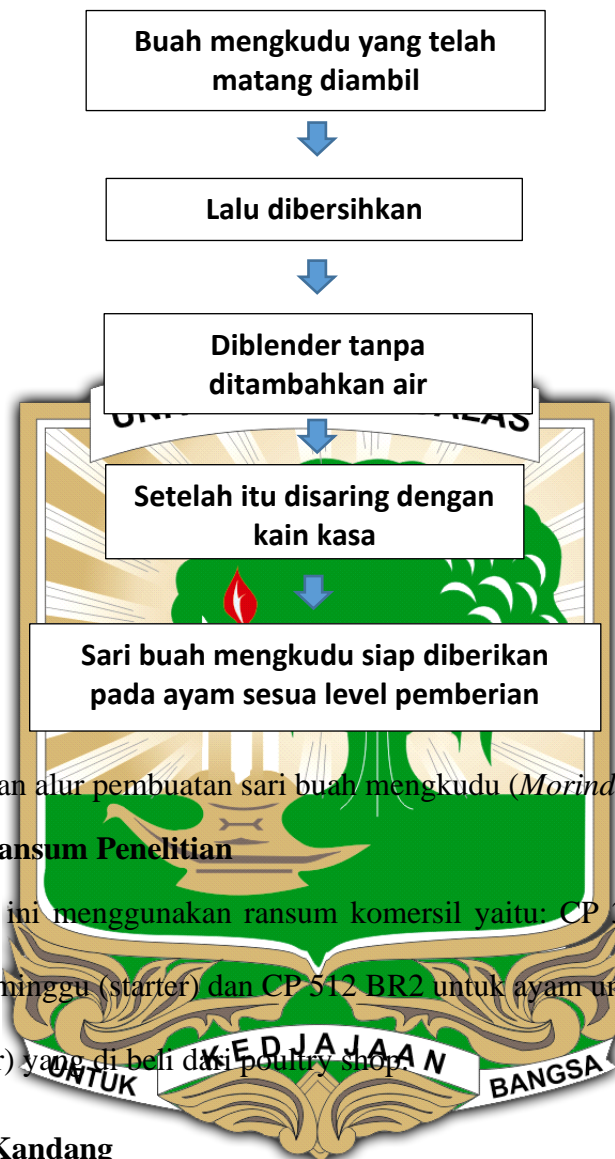 Buah mengkudu yang telah
matang diambil
Lalu dibersihkan
Diblender tanpa
ditambahkan air
Setelah itu disaring dengan
kain kasa
Sari buah mengkudu siap diberikan
pada ayam sesua level pemberian
an alur pembuatan sari buah mengkudu (Morind
ansum Penelitian
ini menggunakan ransum komersil yaitu: CP
minggu (starter) dan CP 512 BR2 untuk ayam
r) yang di beli dari poultry shop.
UNTUK KEDJAJAAN BANGSA
Kandang